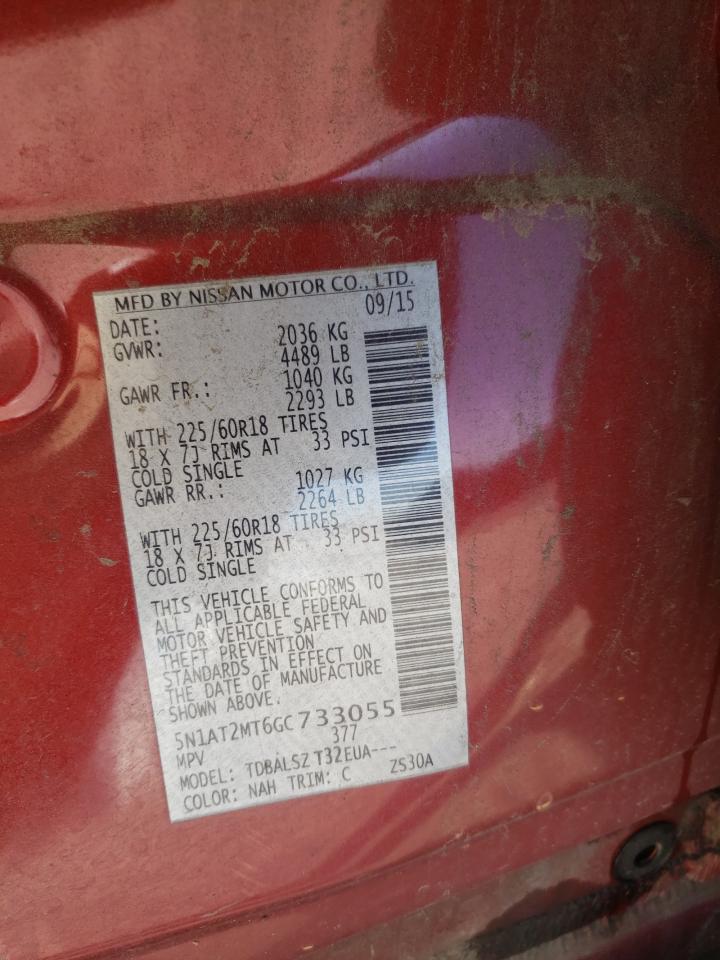 MFD BY NISSAN MOTOR CO., LTD.
DATE: 09/15
GVWR: 2036 KG
4489 LB
GAWR FR.: 1040 KG
2293 LB
WITH 225/60R18 TIRES
18 X 7J RIMS AT 33 PSI
COLD SINGLE
GAWR RR.: 1027 KG
2264 LB
WITH 225/60R18 TIRES
18 X 7J RIMS AT 33 PSI
COLD SINGLE
THIS VEHICLE CONFORMS TO
ALL APPLICABLE FEDERAL
MOTOR VEHICLE SAFETY AND
THEFT PREVENTION
STANDARDS IN EFFECT ON
THE DATE OF MANUFACTURE
SHOWN ABOVE.
5N1AT2MT6GC733055
MPV 377
MODEL: TDBALSZ T32EUA---
COLOR: NAH TRIM: C ZS30A